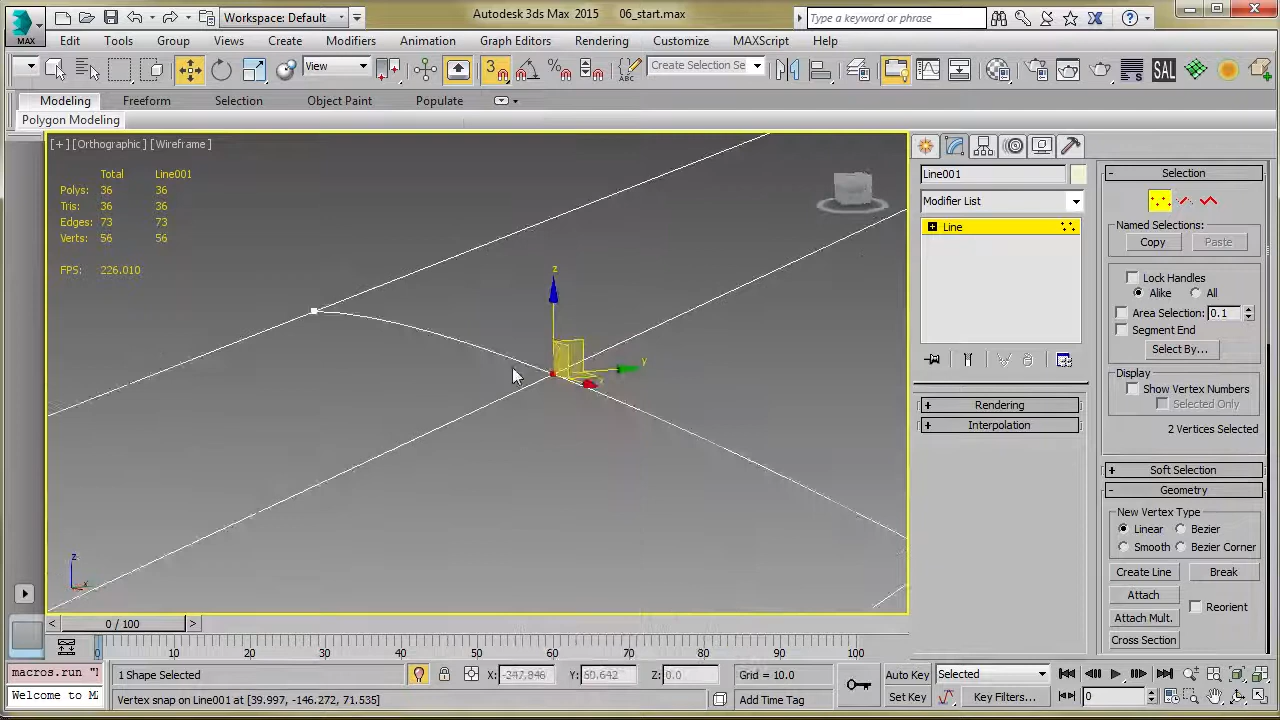 Workspace: Default
Autodesk 3ds Max 2015 06_start.max
Type a keyword or phrase
MAX
Edit Tools Group Views Create Modifiers Animation Graph Editors Rendering Customize MAXScript Help
View
3
Create Selection Se
SAL
Modeling Freeform Selection Object Paint Populate
Polygon Modeling
[+] [Orthographic] [Wireframe]
Total Line001
Polys: 36 36
Tris: 36 36
Edges: 73 73
Verts: 56 56
FPS: 226.010
z
y
z
x
Line001
Modifier List
Line
Rendering
Interpolation
Selection
Named Selections:
Copy Paste
Lock Handles
Alike All
Area Selection: 0.1
Segment End
Select By...
Display
Show Vertex Numbers
Selected Only
2 Vertices Selected
Soft Selection
Geometry
New Vertex Type
Linear Bezier
Smooth Bezier Corner
Create Line Break
Attach
Reorient
Attach Mult.
Cross Section
< 0 / 100 >
0 10 20 30 40 50 60 70 80 90 100
macros.run "
1 Shape Selected
X: -247.846 Y: 50.642 Z: 0.0
Grid = 10.0
Auto Key Selected
Welcome to M
Vertex snap on Line001 at [39.997, -146.272, 71.535]
Add Time Tag
Set Key Key Filters... 0